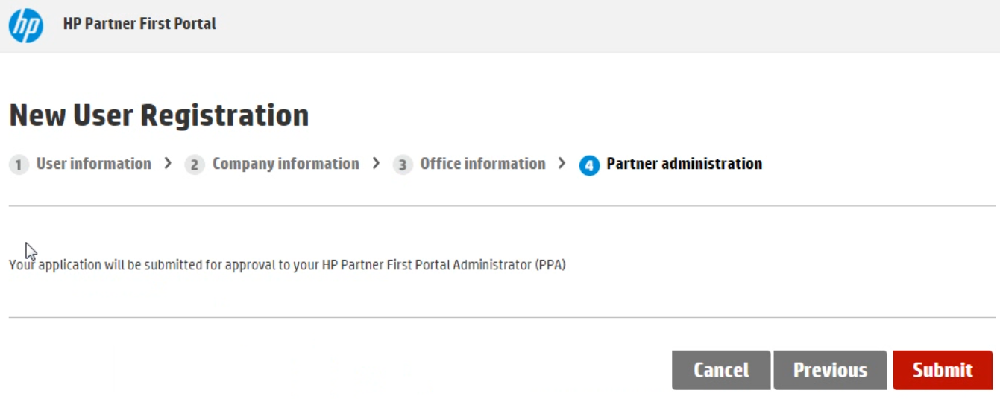 hp HP Partner First Portal
New User Registration
1 User information > 2 Company information > 3 Office information > 4 Partner administration
Your application will be submitted for approval to your HP Partner First Portal Administrator (PPA)
Cancel Previous Submit